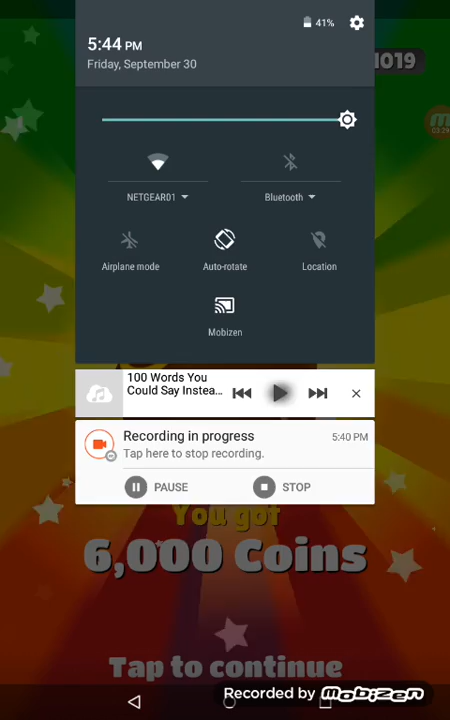 41%
5:44 PM
Friday, September 30
1019
03:29
NETGEAR01
Bluetooth
Airplane mode
Auto-rotate
Location
Mobizen
100 Words You
Could Say Instea...
Recording in progress
5:40 PM
Tap here to stop recording.
PAUSE
STOP
You got
6,000 Coins
Tap to continue
Recorded by Mobizen